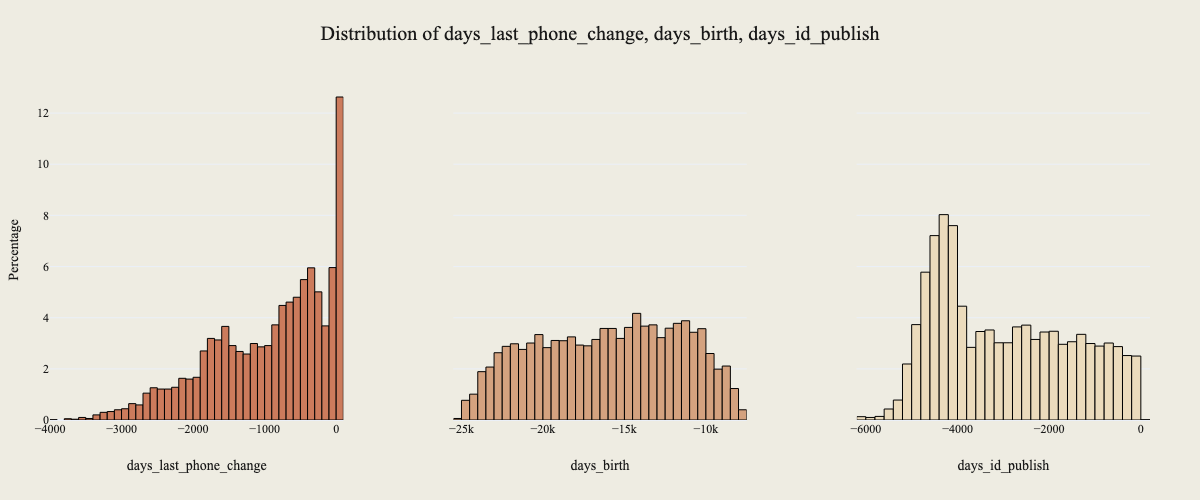 Distribution of days_last_phone_change, days_birth, days_id_publish
Percentage
12
10
8
6
4
2
0
−4000 −3000 −2000 −1000 0
−25k −20k −15k −10k
−6000 −4000 −2000 0
days_last_phone_change
days_birth
days_id_publish